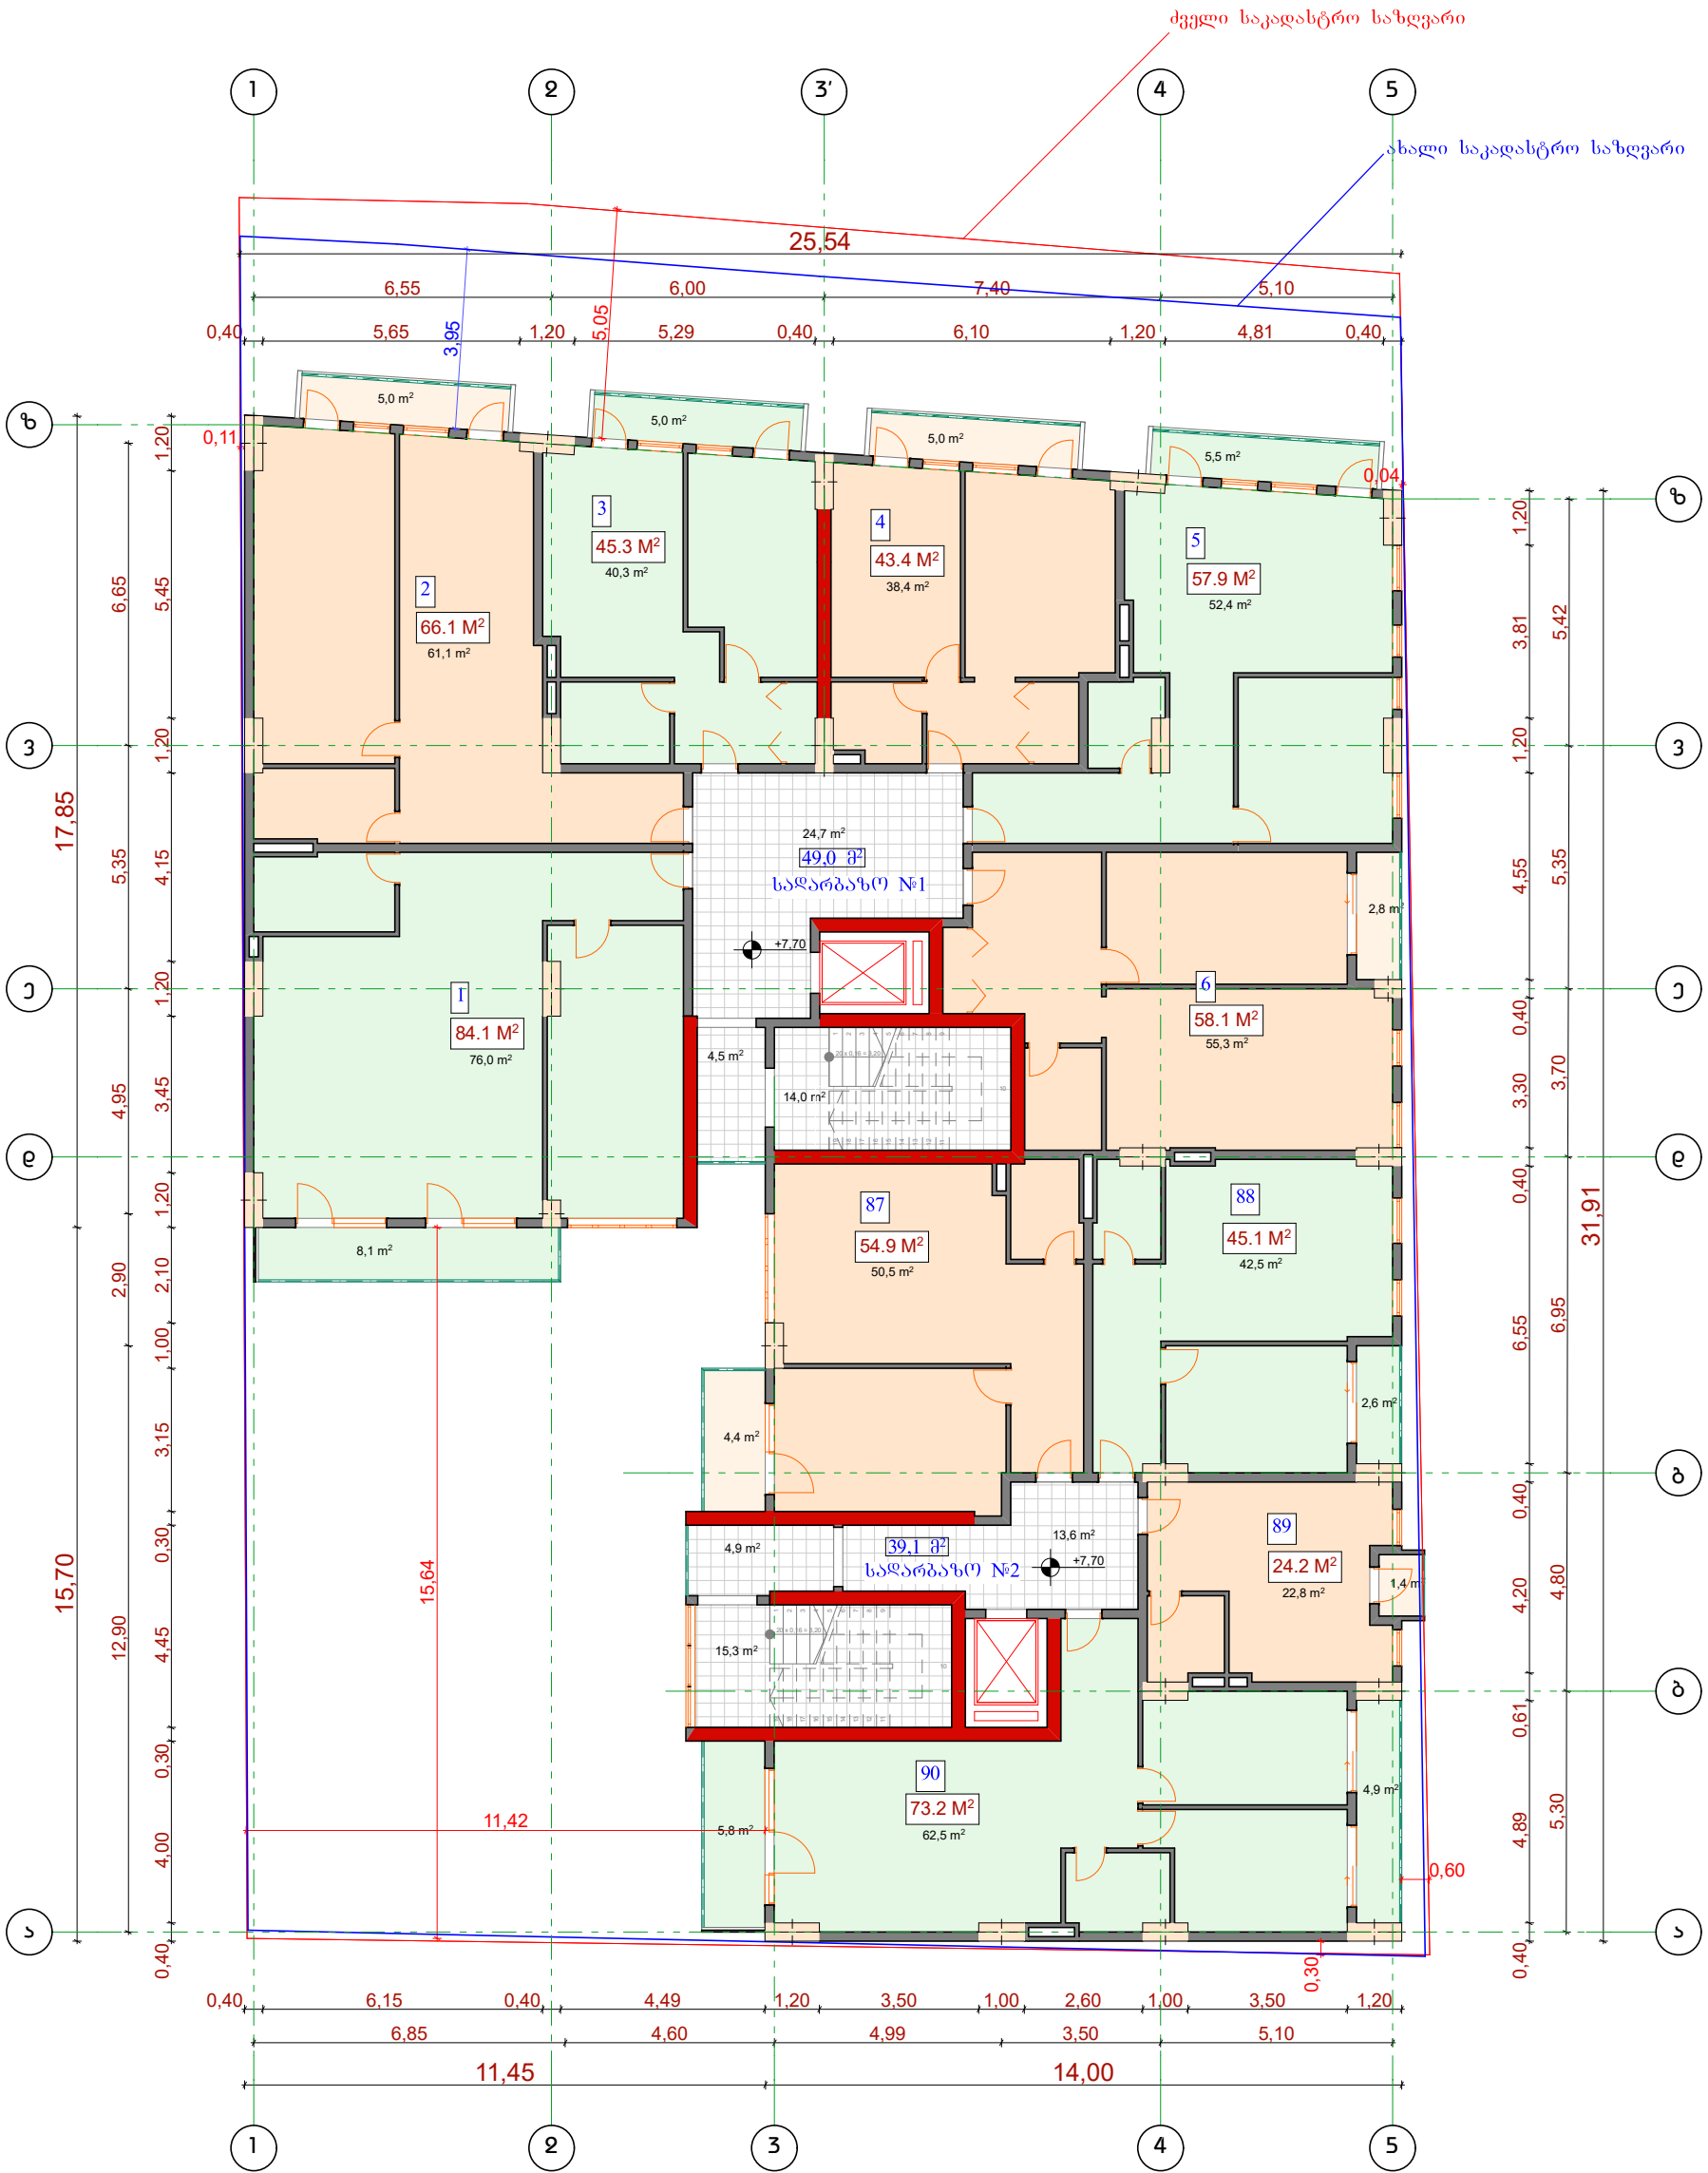 ძველი საკადასტრო საზღვარი
1 2 3' 4 5
ახალი საკადასტრო საზღვარი
25,54
6,55 6,00 7,40 5,10
3,95 5,05
0,40 5,65 1,20 5,29 0,40 6,10 1,20 4,81 0,40
5,0 m²
5,0 m²
5,0 m²
5,5 m²
0,11
0,04
ზ ზ
3
45.3 M²
40,3 m²
4
43.4 M²
38,4 m²
5
57.9 M²
52,4 m²
2
66.1 M²
61,1 m²
ვ ვ
24,7 m²
49,0 მ²
სადარბაზო №1
+7,70
2,8 m²
ე ე
1
84.1 M²
76,0 m²
6
58.1 M²
55,3 m²
4,5 m²
20 x 0,16 = 3,20
14,0 m²
დ დ
8,1 m²
87
54.9 M²
50,5 m²
88
45.1 M²
42,5 m²
2,6 m²
4,4 m²
გ
4,9 m²
39,1 მ²
სადარბაზო №2
13,6 m²
+7,70
89
24.2 M²
22,8 m²
1,4 m²
15,3 m²
20 x 0,16 = 3,20
ბ
90
73.2 M²
62,5 m²
5,8 m²
4,9 m²
ა ა
17,85
15,70
6,65
5,35
4,95
2,90
12,90
1,20
5,45
1,20
4,15
1,20
3,45
1,20
2,10
1,00
3,15
0,30
4,45
0,30
4,00
0,40
15,64
11,42
1,20
3,81
1,20
4,55
0,40
3,30
0,40
6,55
0,40
4,20
0,61
4,89
0,40
5,42
5,35
3,70
6,95
4,80
5,30
31,91
0,60
0,30
0,40 6,15 0,40 4,49 1,20 3,50 1,00 2,60 1,00 3,50 1,20
6,85 4,60 4,99 3,50 5,10
11,45 14,00
1 2 3 4 5